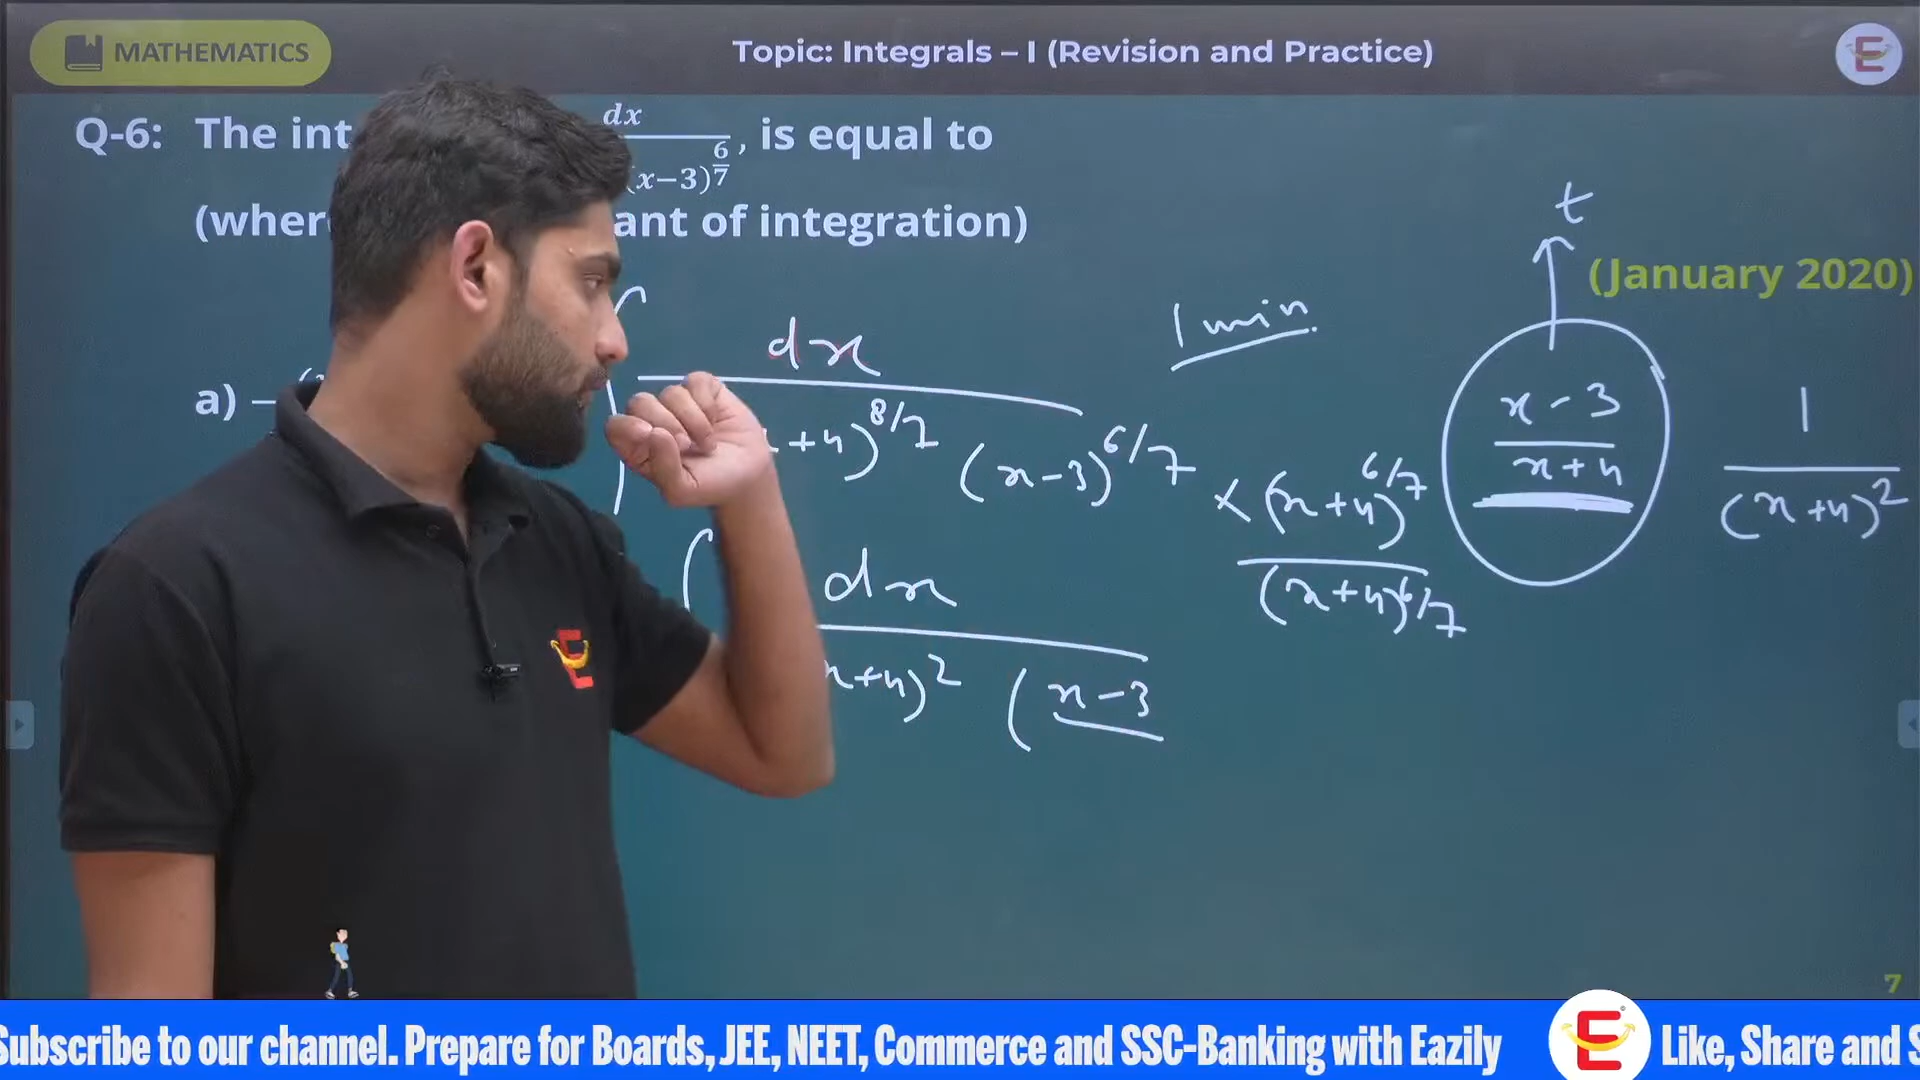 MATHEMATICS
Topic: Integrals – I (Revision and Practice)
E
Q-6: The int dx / (x−3)^6/7 , is equal to
(wher ant of integration)
t
(January 2020)
1 min
a) −
∫ dx / +4)^8/7 (x−3)^6/7 × (x+4)^6/7 / (x+4)^6/7
x−3 / x+4
1 / (x+4)^2
∫ dx / x+4)^2 (x−3
E
7
Subscribe to our channel. Prepare for Boards, JEE, NEET, Commerce and SSC-Banking with Eazily E Like, Share and S